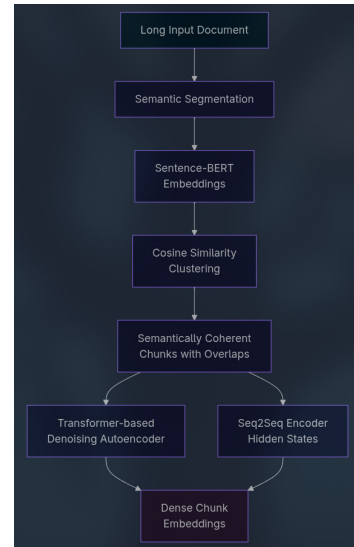 Long Input Document
Semantic Segmentation
Sentence-BERT
Embeddings
Cosine Similarity
Clustering
Semantically Coherent
Chunks with Overlaps
Transformer-based
Denoising Autoencoder
Seq2Seq Encoder
Hidden States
Dense Chunk
Embeddings